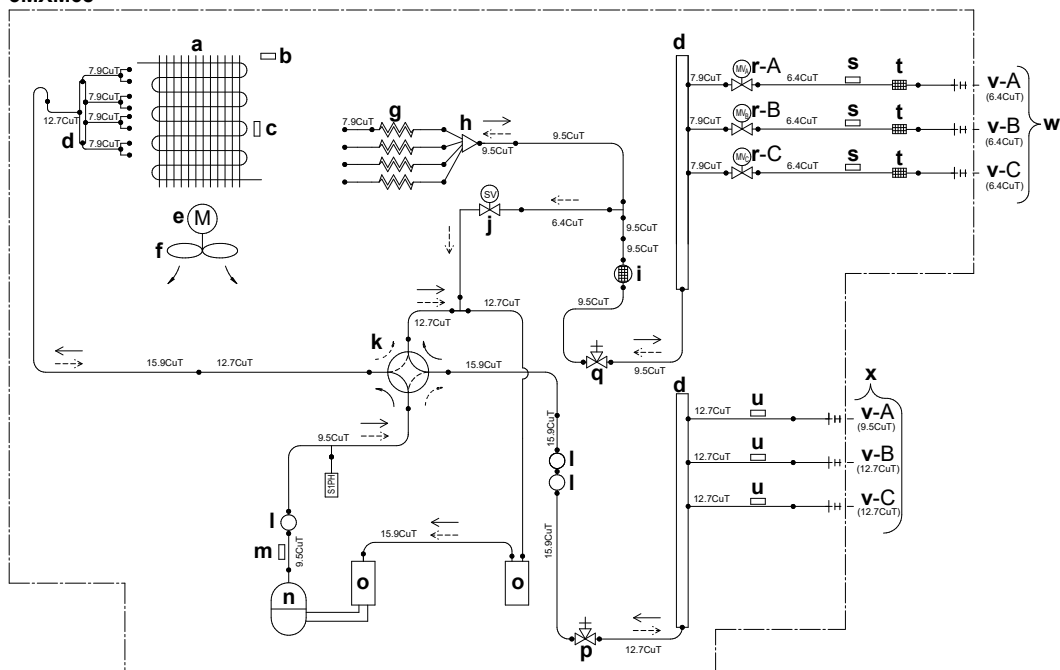 a
b
d
7.9CuT
12.7CuT
7.9CuT
7.9CuT
d
7.9CuT
c
e M
f
g
7.9CuT
h
9.5CuT
9.5CuT
SV
j
6.4CuT
9.5CuT
9.5CuT
i
9.5CuT
q
9.5CuT
7.9CuT
MVA
r-A
6.4CuT
s
t
v-A
(6.4CuT)
7.9CuT
MVB
r-B
6.4CuT
s
t
v-B
(6.4CuT)
w
7.9CuT
MVC
r-C
6.4CuT
s
t
v-C
(6.4CuT)
12.7CuT
12.7CuT
k
15.9CuT
12.7CuT
15.9CuT
9.5CuT
S1PH
15.9CuT
l
l
15.9CuT
l
m
9.5CuT
n
15.9CuT
o
o
p
12.7CuT
d
x
12.7CuT
u
v-A
(9.5CuT)
12.7CuT
u
v-B
(12.7CuT)
12.7CuT
u
v-C
(12.7CuT)